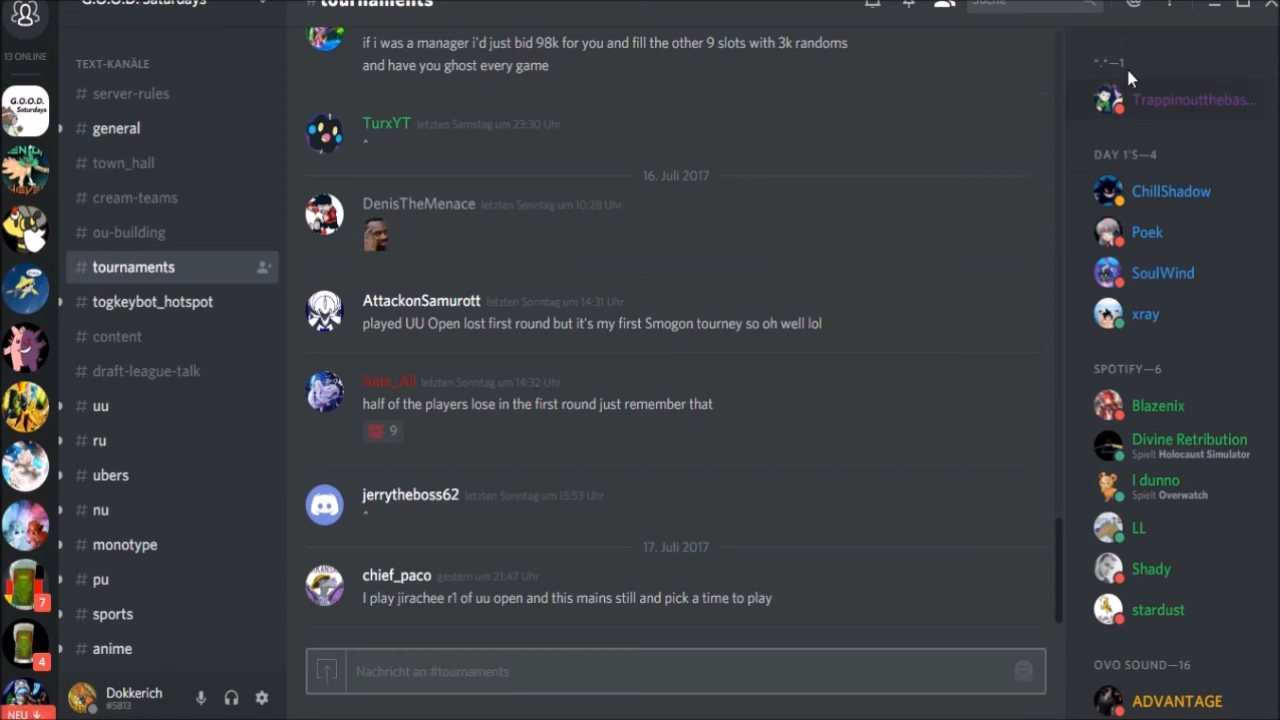 G.O.O.D. Saturdays
13 ONLINE
G.O.O.D.
Saturdays
7
4
NEU
TEXT-KANÄLE
# server-rules
# general
# town_hall
# cream-teams
# ou-building
# tournaments
# togkeybot_hotspot
# content
# draft-league-talk
# uu
# ru
# ubers
# nu
# monotype
# pu
# sports
# anime
Dokkerich
#5813
# tournaments
Suche
if i was a manager i'd just bid 98k for you and fill the other 9 slots with 3k randoms
and have you ghost every game
TurxYT letzten Samstag um 23:30 Uhr
^
16. Juli 2017
DenisTheMenace letzten Sonntag um 10:28 Uhr
AttackonSamurott letzten Sonntag um 14:31 Uhr
played UU Open lost first round but it's my first Smogon tourney so oh well lol
letzten Sonntag um 14:32 Uhr
half of the players lose in the first round just remember that
9
jerrytheboss62 letzten Sonntag um 15:53 Uhr
^
17. Juli 2017
chief_paco gestern um 21:47 Uhr
I play jirachee r1 of uu open and this mains still and pick a time to play
Nachricht an #tournaments
^.^—1
Trappinoutthebas...
DAY 1'S—4
ChillShadow
Poek
SoulWind
xray
SPOTIFY—6
Blazenix
Divine Retribution
Spielt Holocaust Simulator
I dunno
Spielt Overwatch
LL
Shady
stardust
OVO SOUND—16
ADVANTAGE